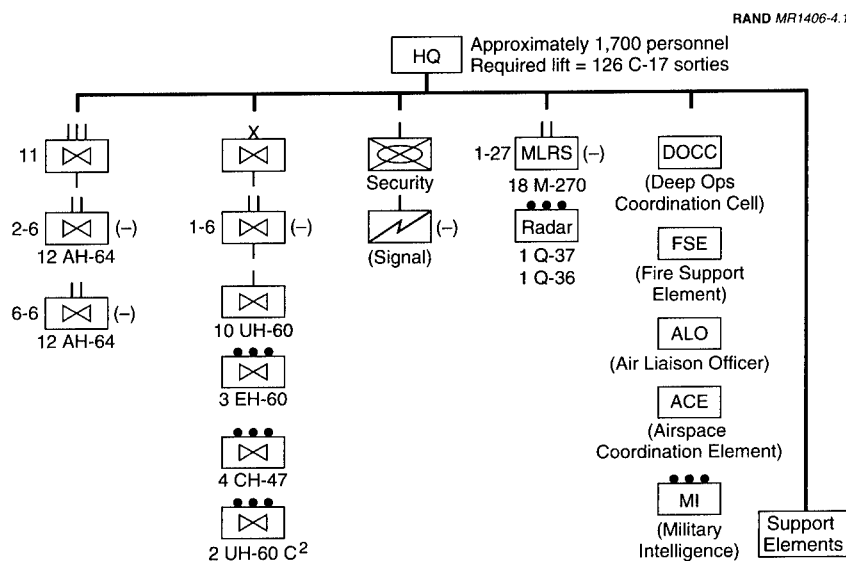 RAND MR1406-4.1
HQ
Approximately 1,700 personnel
Required lift = 126 C-17 sorties
11
2-6
(–)
12 AH-64
6-6
(–)
12 AH-64
X
1-6
(–)
10 UH-60
3 EH-60
4 CH-47
2 UH-60 C²
Security
(–)
(Signal)
1-27
MLRS
(–)
18 M-270
Radar
1 Q-37
1 Q-36
DOCC
(Deep Ops
Coordination Cell)
FSE
(Fire Support
Element)
ALO
(Air Liaison Officer)
ACE
(Airspace
Coordination Element)
MI
(Military
Intelligence)
Support
Elements